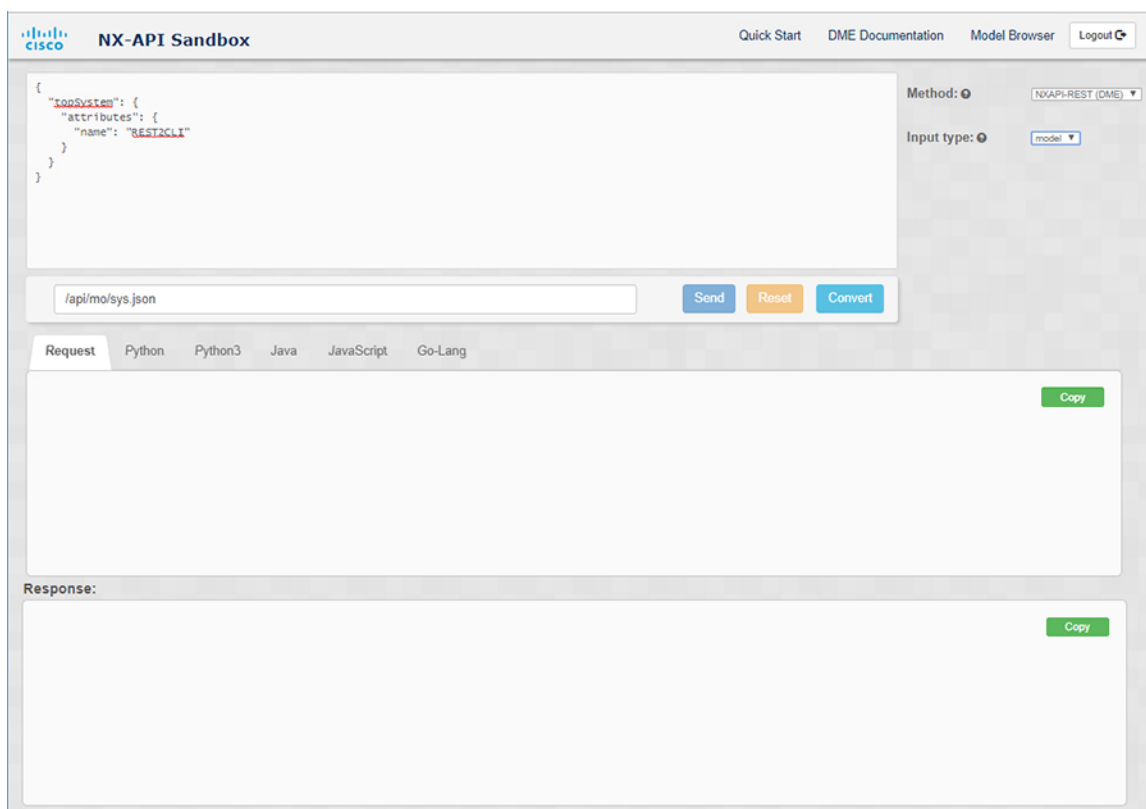 CISCO
NX-API Sandbox
Quick Start
DME Documentation
Model Browser
Logout
{
  "topSystem": {
    "attributes": {
      "name": "REST2CLI"
    }
  }
}
Method:
NXAPI-REST (DME)
Input type:
model
/api/mo/sys.json
Send
Reset
Convert
Request
Python
Python3
Java
JavaScript
Go-Lang
Copy
Response:
Copy